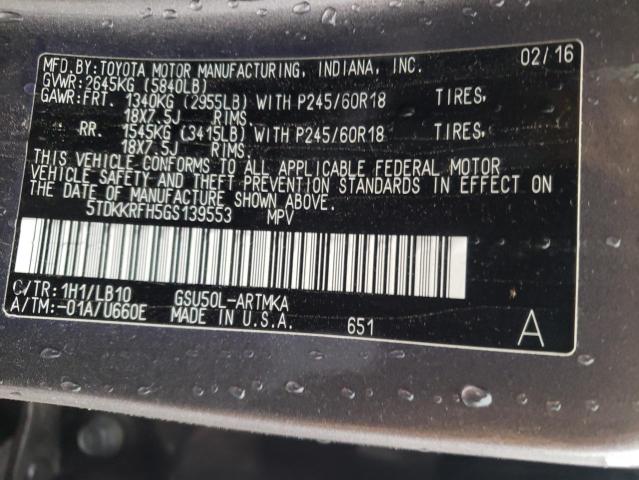 MFD.BY:TOYOTA MOTOR MANUFACTURING, INDIANA, INC. 02/16
GVWR:2645KG (5840LB)
GAWR:FRT. 1340KG (2955LB) WITH P245/60R18 TIRES,
18X7.5J RIMS.
RR. 1545KG (3415LB) WITH P245/60R18 TIRES,
18X7.5J RIMS.
THIS VEHICLE CONFORMS TO ALL APPLICABLE FEDERAL MOTOR
VEHICLE SAFETY AND THEFT PREVENTION STANDARDS IN EFFECT ON
THE DATE OF MANUFACTURE SHOWN ABOVE.
5TDKKRFH5GS139553 MPV
C/TR:1H1/LB10 GSU50L-ARTMKA
A/TM:-01A/U660E MADE IN U.S.A. 651 A